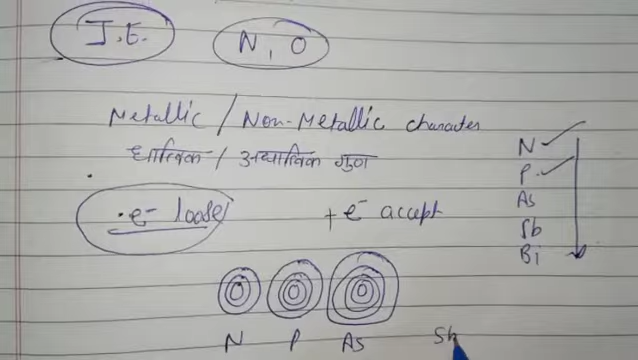 I.E. N, O
Metallic / Non-Metallic character
धात्विक / अधात्विक गुण
• e- loose + e- accept
N
P
As
Sb
Bi
N P As Sb